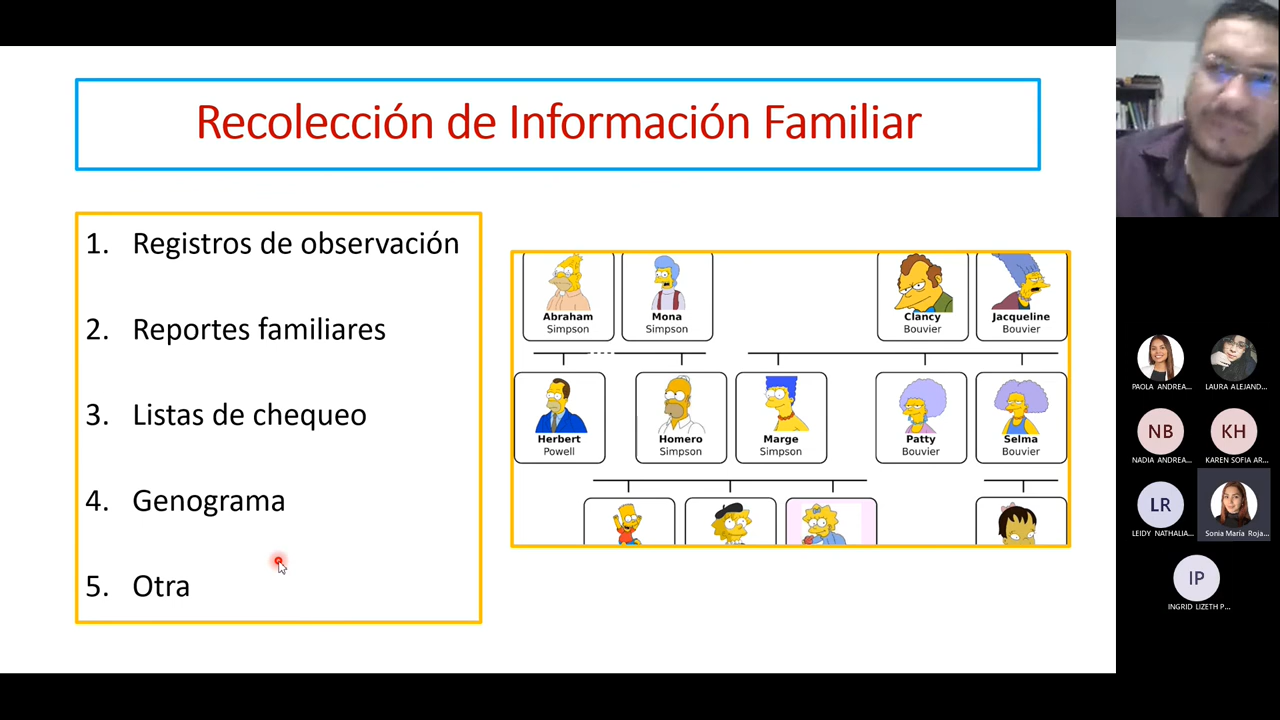 Recolección de Información Familiar
1. Registros de observación
2. Reportes familiares
3. Listas de chequeo
4. Genograma
5. Otra
Abraham
Simpson
Mona
Simpson
Clancy
Bouvier
Jacqueline
Bouvier
Herbert
Powell
Homero
Simpson
Marge
Simpson
Patty
Bouvier
Selma
Bouvier
PAOLA ANDREA...
LAURA ALEJAND...
NB
NADIA ANDREA...
KH
KAREN SOFIA AR...
LR
LEIDY NATHALIA...
Sonia María Roja...
IP
INGRID LIZETH P...